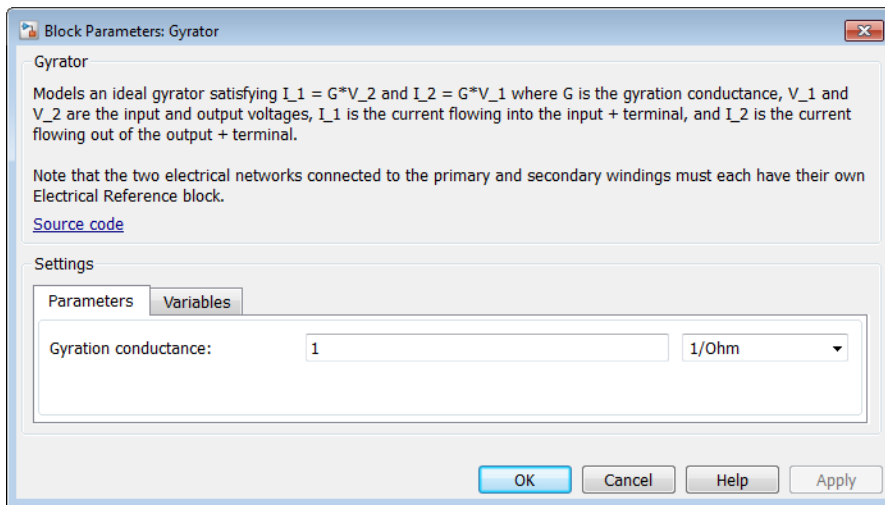 Block Parameters: Gyrator
Gyrator
Models an ideal gyrator satisfying I_1 = G*V_2 and I_2 = G*V_1 where G is the gyration conductance, V_1 and
V_2 are the input and output voltages, I_1 is the current flowing into the input + terminal, and I_2 is the current
flowing out of the output + terminal.
Note that the two electrical networks connected to the primary and secondary windings must each have their own
Electrical Reference block.
Source code
Settings
Parameters Variables
Gyration conductance: 1 1/Ohm
OK Cancel Help Apply